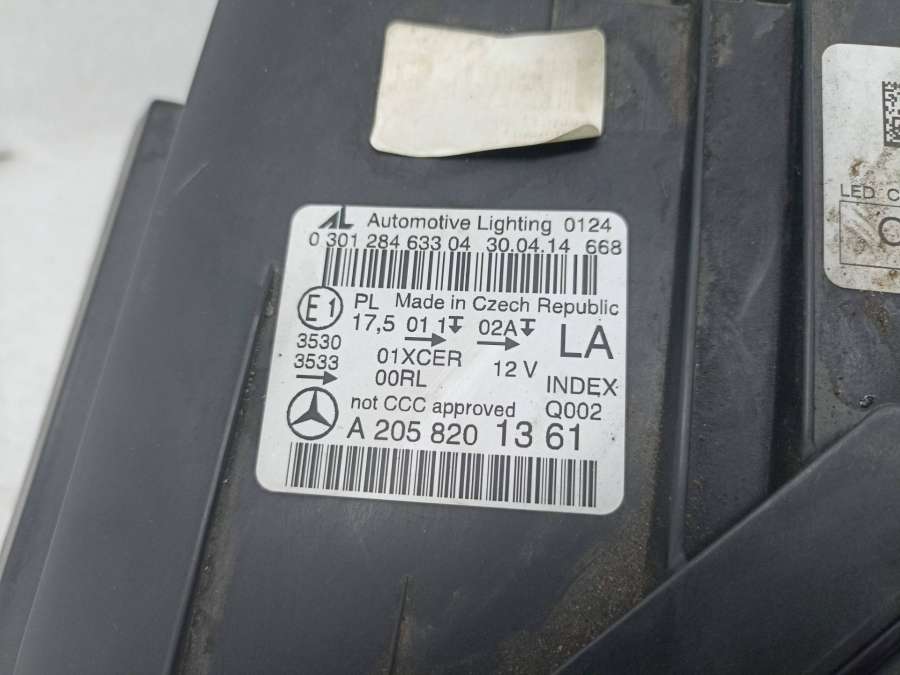 AL Automotive Lighting 0124
0 301 284 633 04 30.04.14 668
E1 PL Made in Czech Republic
17,5 01 1 02A LA
3530
3533 01XCER 12 V
00RL INDEX
not CCC approved Q002
A 205 820 13 61
LED